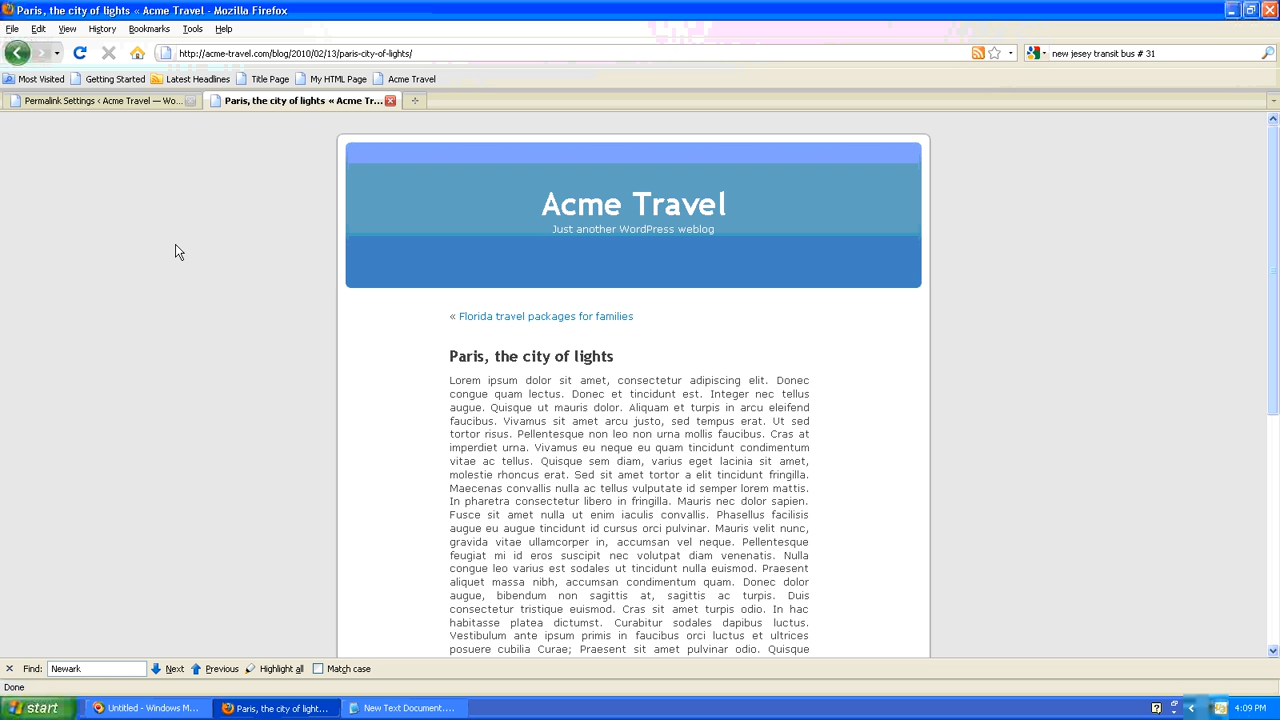 Paris, the city of lights « Acme Travel - Mozilla Firefox
File Edit View History Bookmarks Tools Help
http://acme-travel.com/blog/2010/02/13/paris-city-of-lights/ new jesey transit bus # 31
Most Visited Getting Started Latest Headlines Title Page My HTML Page Acme Travel
Permalink Settings ‹ Acme Travel — Wo... Paris, the city of lights « Acme Tr...
Acme Travel
Just another WordPress weblog
« Florida travel packages for families
Paris, the city of lights
Lorem ipsum dolor sit amet, consectetur adipiscing elit. Donec
congue quam lectus. Donec et tincidunt est. Integer nec tellus
augue. Quisque ut mauris dolor. Aliquam et turpis in arcu eleifend
faucibus. Vivamus sit amet arcu justo, sed tempus erat. Ut sed
tortor risus. Pellentesque non leo non urna mollis faucibus. Cras at
imperdiet urna. Vivamus eu neque eu quam tincidunt condimentum
vitae ac tellus. Quisque sem diam, varius eget lacinia sit amet,
molestie rhoncus erat. Sed sit amet tortor a elit tincidunt fringilla.
Maecenas convallis nulla ac tellus vulputate id semper lorem mattis.
In pharetra consectetur libero in fringilla. Mauris nec dolor sapien.
Fusce sit amet nulla ut enim iaculis convallis. Phasellus facilisis
augue eu augue tincidunt id cursus orci pulvinar. Mauris velit nunc,
gravida vitae ullamcorper in, accumsan vel neque. Pellentesque
feugiat mi id eros suscipit nec volutpat diam venenatis. Nulla
congue leo varius est sodales ut tincidunt nulla euismod. Praesent
aliquet massa nibh, accumsan condimentum quam. Donec dolor
augue, bibendum non sagittis at, sagittis ac turpis. Duis
consectetur tristique euismod. Cras sit amet turpis odio. In hac
habitasse platea dictumst. Curabitur sodales dapibus luctus.
Vestibulum ante ipsum primis in faucibus orci luctus et ultrices
posuere cubilia Curae; Praesent sit amet pulvinar odio. Quisque
Find: Newark Next Previous Highlight all Match case
Done
start Untitled - Windows M... Paris, the city of light... New Text Document.... 4:09 PM